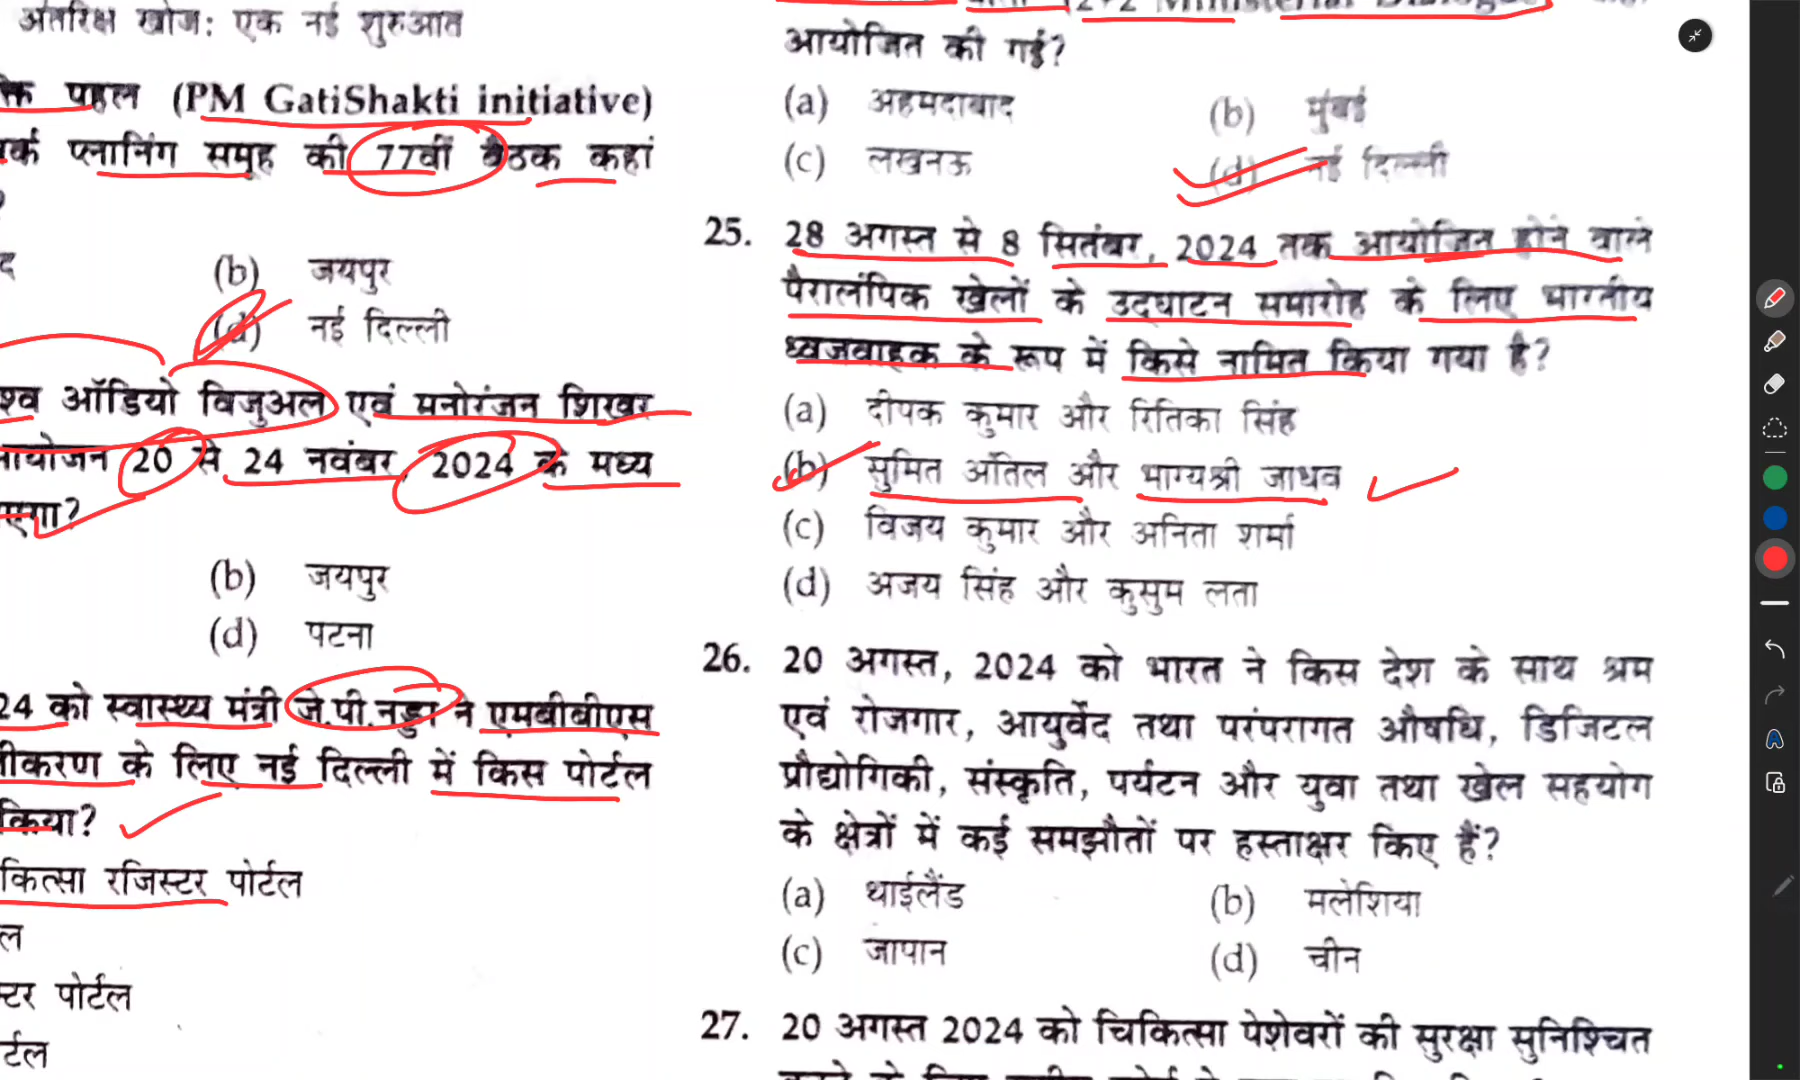 अंतरिक्ष खोज: एक नई शुरुआत
पहल (PM GatiShakti initiative)
प्लानिंग समूह की 77वीं बैठक कहां
?
(b) जयपुर
(d) नई दिल्ली
ऑडियो विजुअल एवं मनोरंजन शिखर
20 से 24 नवंबर, 2024 के मध्य
(b) जयपुर
(d) पटना
24 को स्वास्थ्य मंत्री जे.पी.नड्डा ने एमबीबीएस
के लिए नई दिल्ली में किस पोर्टल
किया?
रजिस्टर पोर्टल
पोर्टल
(2+2 Ministerial Dialogue)
आयोजित की गई?
(a) अहमदाबाद (b) मुंबई
(c) लखनऊ (d) नई दिल्ली
25. 28 अगस्त से 8 सितंबर, 2024 तक आयोजित होने वाले
पैरालंपिक खेलों के उद्घाटन समारोह के लिए भारतीय
ध्वजवाहक के रूप में किसे नामित किया गया है?
(a) दीपक कुमार और रितिका सिंह
(b) सुमित अंतिल और भाग्यश्री जाधव
(c) विजय कुमार और अनिता शर्मा
(d) अजय सिंह और कुसुम लता
26. 20 अगस्त, 2024 को भारत ने किस देश के साथ श्रम
एवं रोजगार, आयुर्वेद तथा परंपरागत औषधि, डिजिटल
प्रौद्योगिकी, संस्कृति, पर्यटन और युवा तथा खेल सहयोग
के क्षेत्रों में कई समझौतों पर हस्ताक्षर किए हैं?
(a) थाईलैंड (b) मलेशिया
(c) जापान (d) चीन
27. 20 अगस्त 2024 को चिकित्सा पेशेवरों की सुरक्षा सुनिश्चित